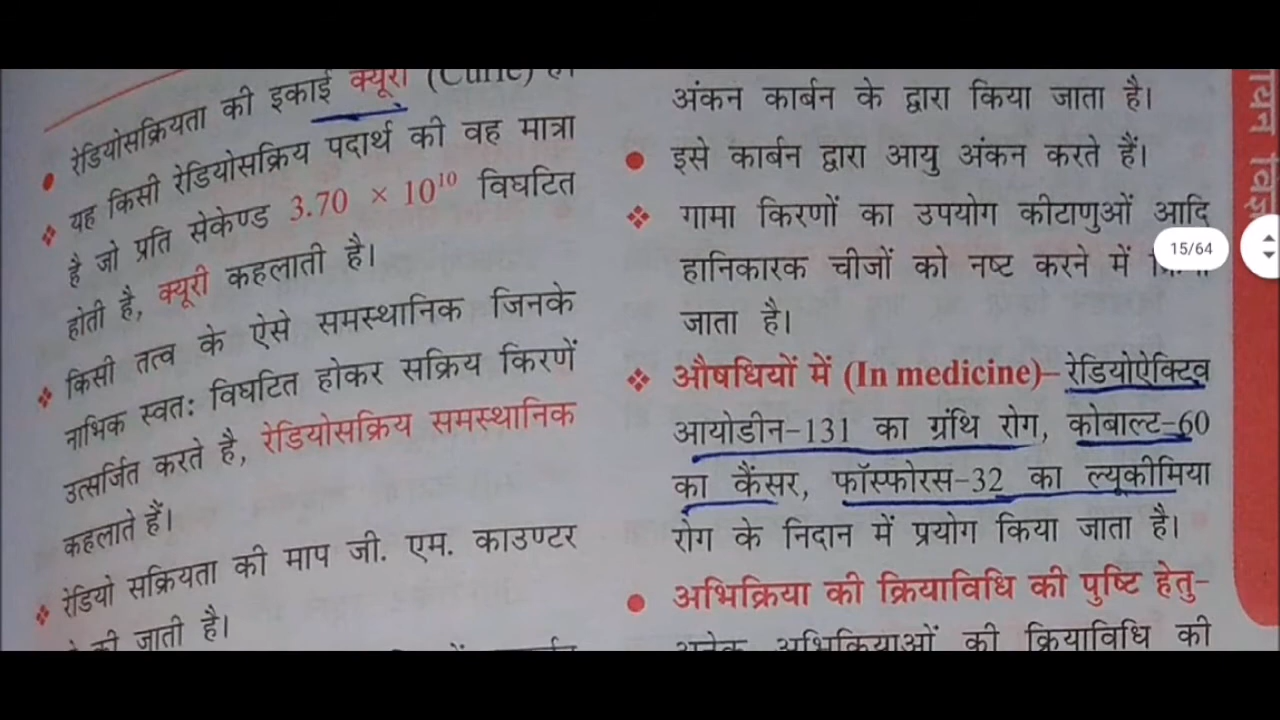 रेडियोसक्रियता की इकाई क्यूरी (Curie) है।
यह किसी रेडियोसक्रिय पदार्थ की वह मात्रा
है जो प्रति सेकेण्ड 3.70 × 10¹⁰ विघटित
होती है, क्यूरी कहलाती है।
किसी तत्व के ऐसे समस्थानिक जिनके
नाभिक स्वत: विघटित होकर सक्रिय किरणें
उत्सर्जित करते है, रेडियोसक्रिय समस्थानिक
कहलाते हैं।
रेडियो सक्रियता की माप जी. एम. काउण्टर
की जाती है।
अंकन कार्बन के द्वारा किया जाता है।
इसे कार्बन द्वारा आयु अंकन करते हैं।
गामा किरणों का उपयोग कीटाणुओं आदि
हानिकारक चीजों को नष्ट करने में
जाता है।
औषधियों में (In medicine)– रेडियोऐक्टिव
आयोडीन–131 का ग्रंथि रोग, कोबाल्ट–60
का कैंसर, फॉस्फोरस–32 का ल्यूकीमिया
रोग के निदान में प्रयोग किया जाता है।
अभिक्रिया की क्रियाविधि की पुष्टि हेतु–
अनेक अभिक्रियाओं की क्रियाविधि की
15/64